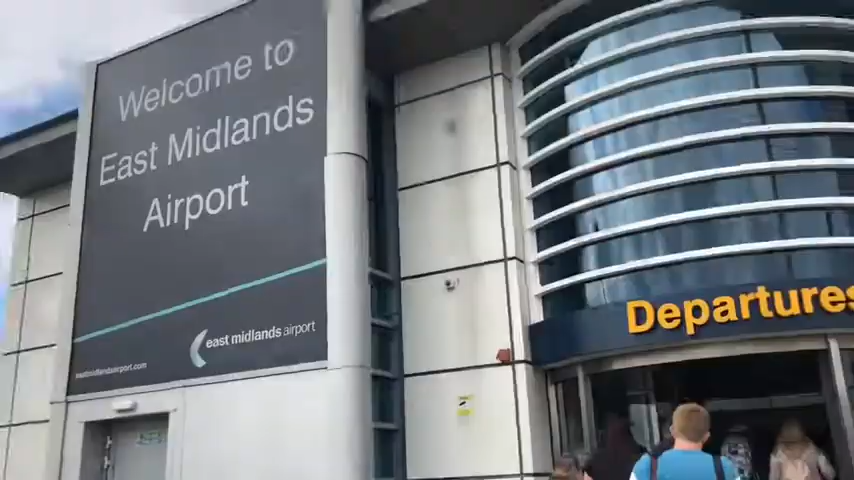 Welcome to
East Midlands
Airport
east midlands airport
eastmidlandsairport.com
Departures